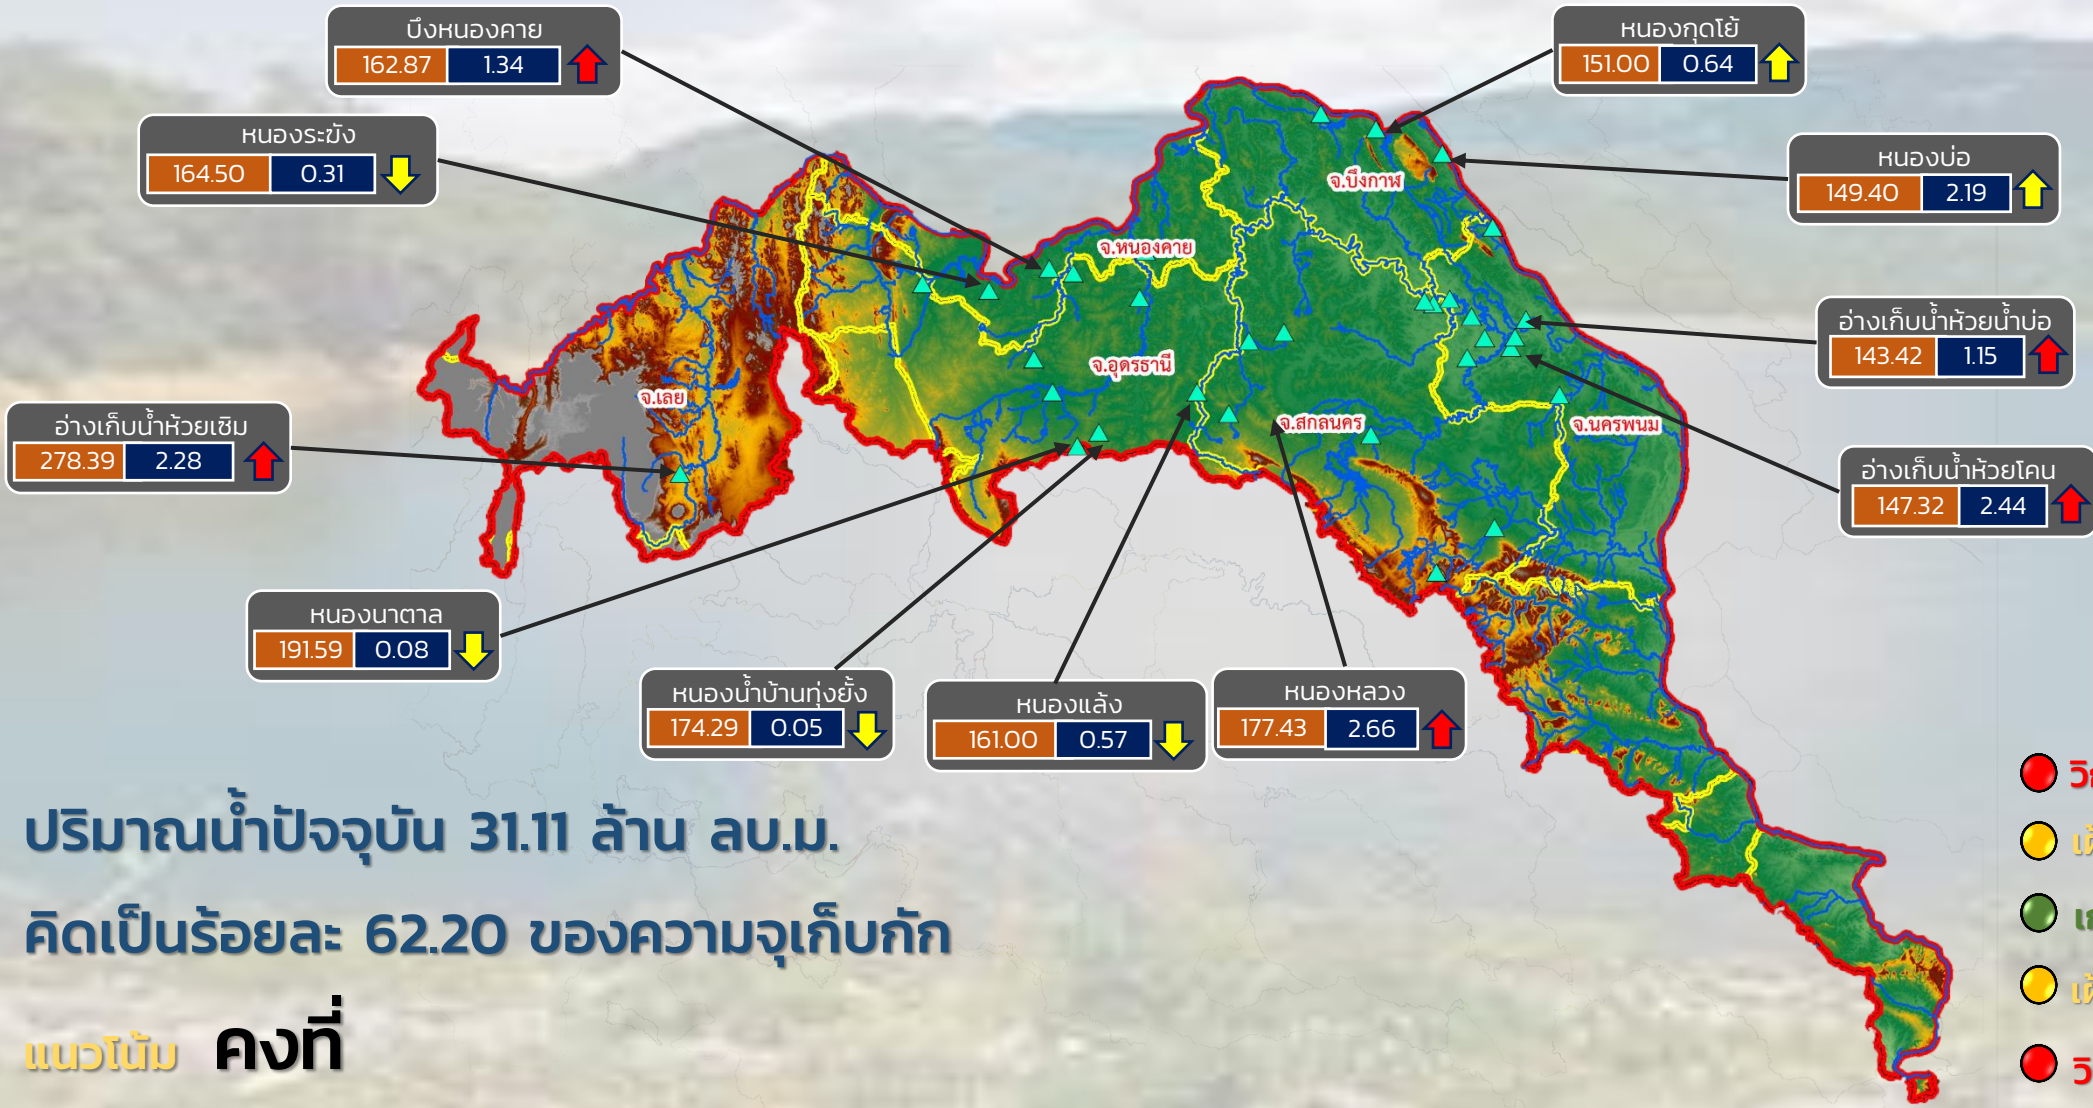 บึงหนองคาย
162.87 1.34
หนองกุดโย้
151.00 0.64
หนองระฆัง
164.50 0.31
หนองบ่อ
149.40 2.19
จ.บึงกาฬ
จ.หนองคาย
อ่างเก็บน้ำห้วยน้ำบ่อ
143.42 1.15
จ.อุดรธานี
จ.เลย
จ.สกลนคร
จ.นครพนม
อ่างเก็บน้ำห้วยเซิม
278.39 2.28
อ่างเก็บน้ำห้วยโคน
147.32 2.44
หนองนาตาล
191.59 0.08
หนองน้ำบ้านทุ่งยั้ง
174.29 0.05
หนองแล้ง
161.00 0.57
หนองหลวง
177.43 2.66
ปริมาณน้ำปัจจุบัน 31.11 ล้าน ลบ.ม.
คิดเป็นร้อยละ 62.20 ของความจุเก็บกัก
แนวโน้ม คงที่